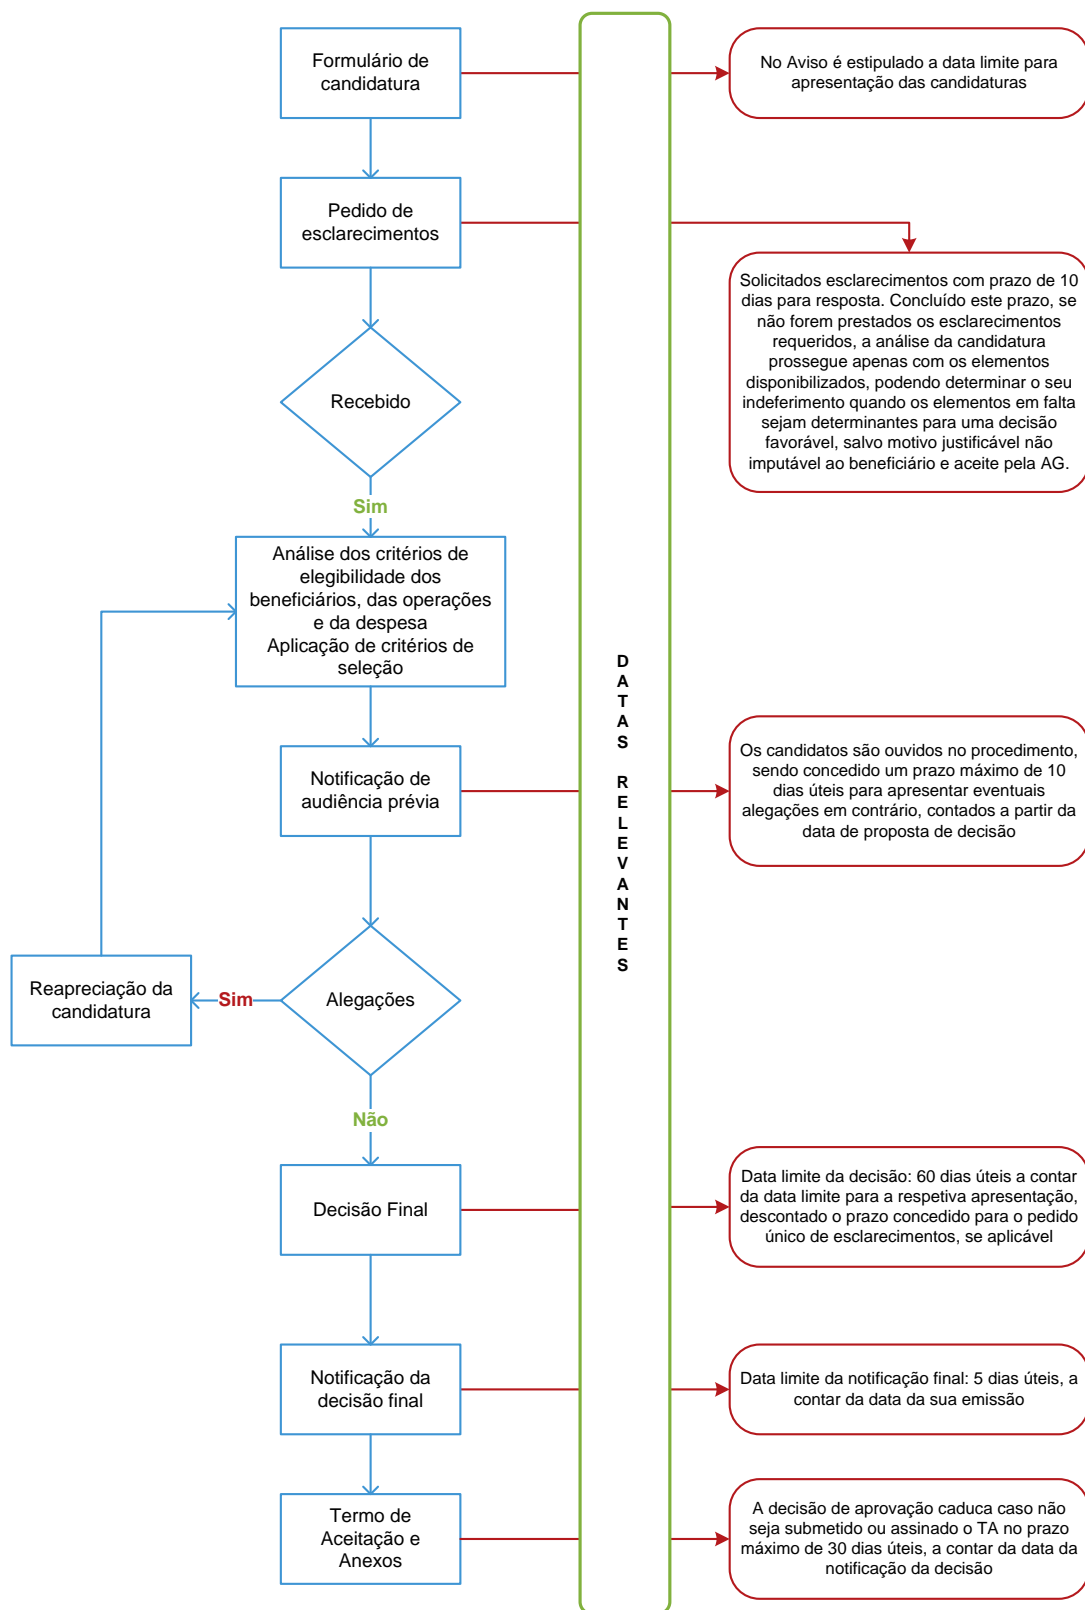 Formulário de
candidatura
No Aviso é estipulado a data limite para
apresentação das candidaturas
Pedido de
esclarecimentos
Solicitados esclarecimentos com prazo de 10
dias para resposta. Concluído este prazo, se
não forem prestados os esclarecimentos
requeridos, a análise da candidatura
prossegue apenas com os elementos
disponibilizados, podendo determinar o seu
indeferimento quando os elementos em falta
sejam determinantes para uma decisão
favorável, salvo motivo justificável não
imputável ao beneficiário e aceite pela AG.
Recebido
Sim
Análise dos critérios de
elegibilidade dos
beneficiários, das operações
e da despesa
Aplicação de critérios de
seleção
DATAS RELEVANTES
Notificação de
audiência prévia
Os candidatos são ouvidos no procedimento,
sendo concedido um prazo máximo de 10
dias úteis para apresentar eventuais
alegações em contrário, contados a partir da
data de proposta de decisão
Alegações
Sim
Reapreciação da
candidatura
Não
Decisão Final
Data limite da decisão: 60 dias úteis a contar
da data limite para a respetiva apresentação,
descontado o prazo concedido para o pedido
único de esclarecimentos, se aplicável
Notificação da
decisão final
Data limite da notificação final: 5 dias úteis, a
contar da data da sua emissão
Termo de
Aceitação e
Anexos
A decisão de aprovação caduca caso não
seja submetido ou assinado o TA no prazo
máximo de 30 dias úteis, a contar da data da
notificação da decisão